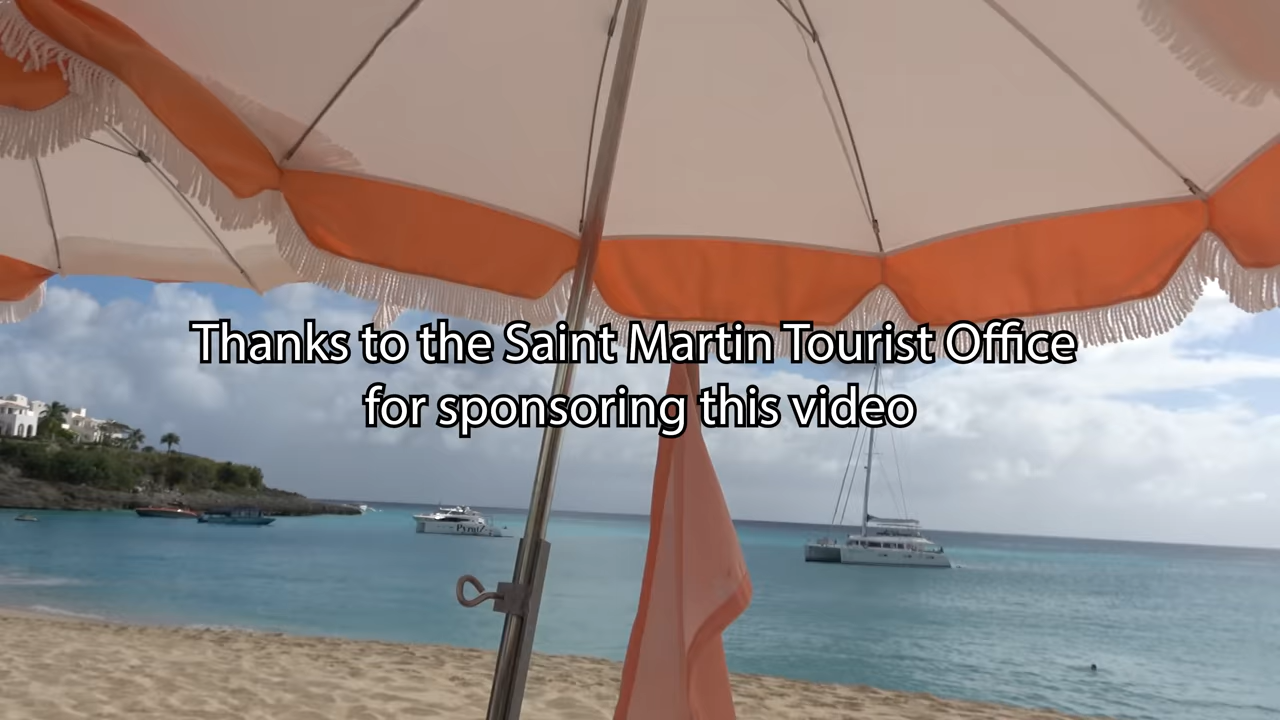 Thanks to the Saint Martin Tourist Office
for sponsoring this video